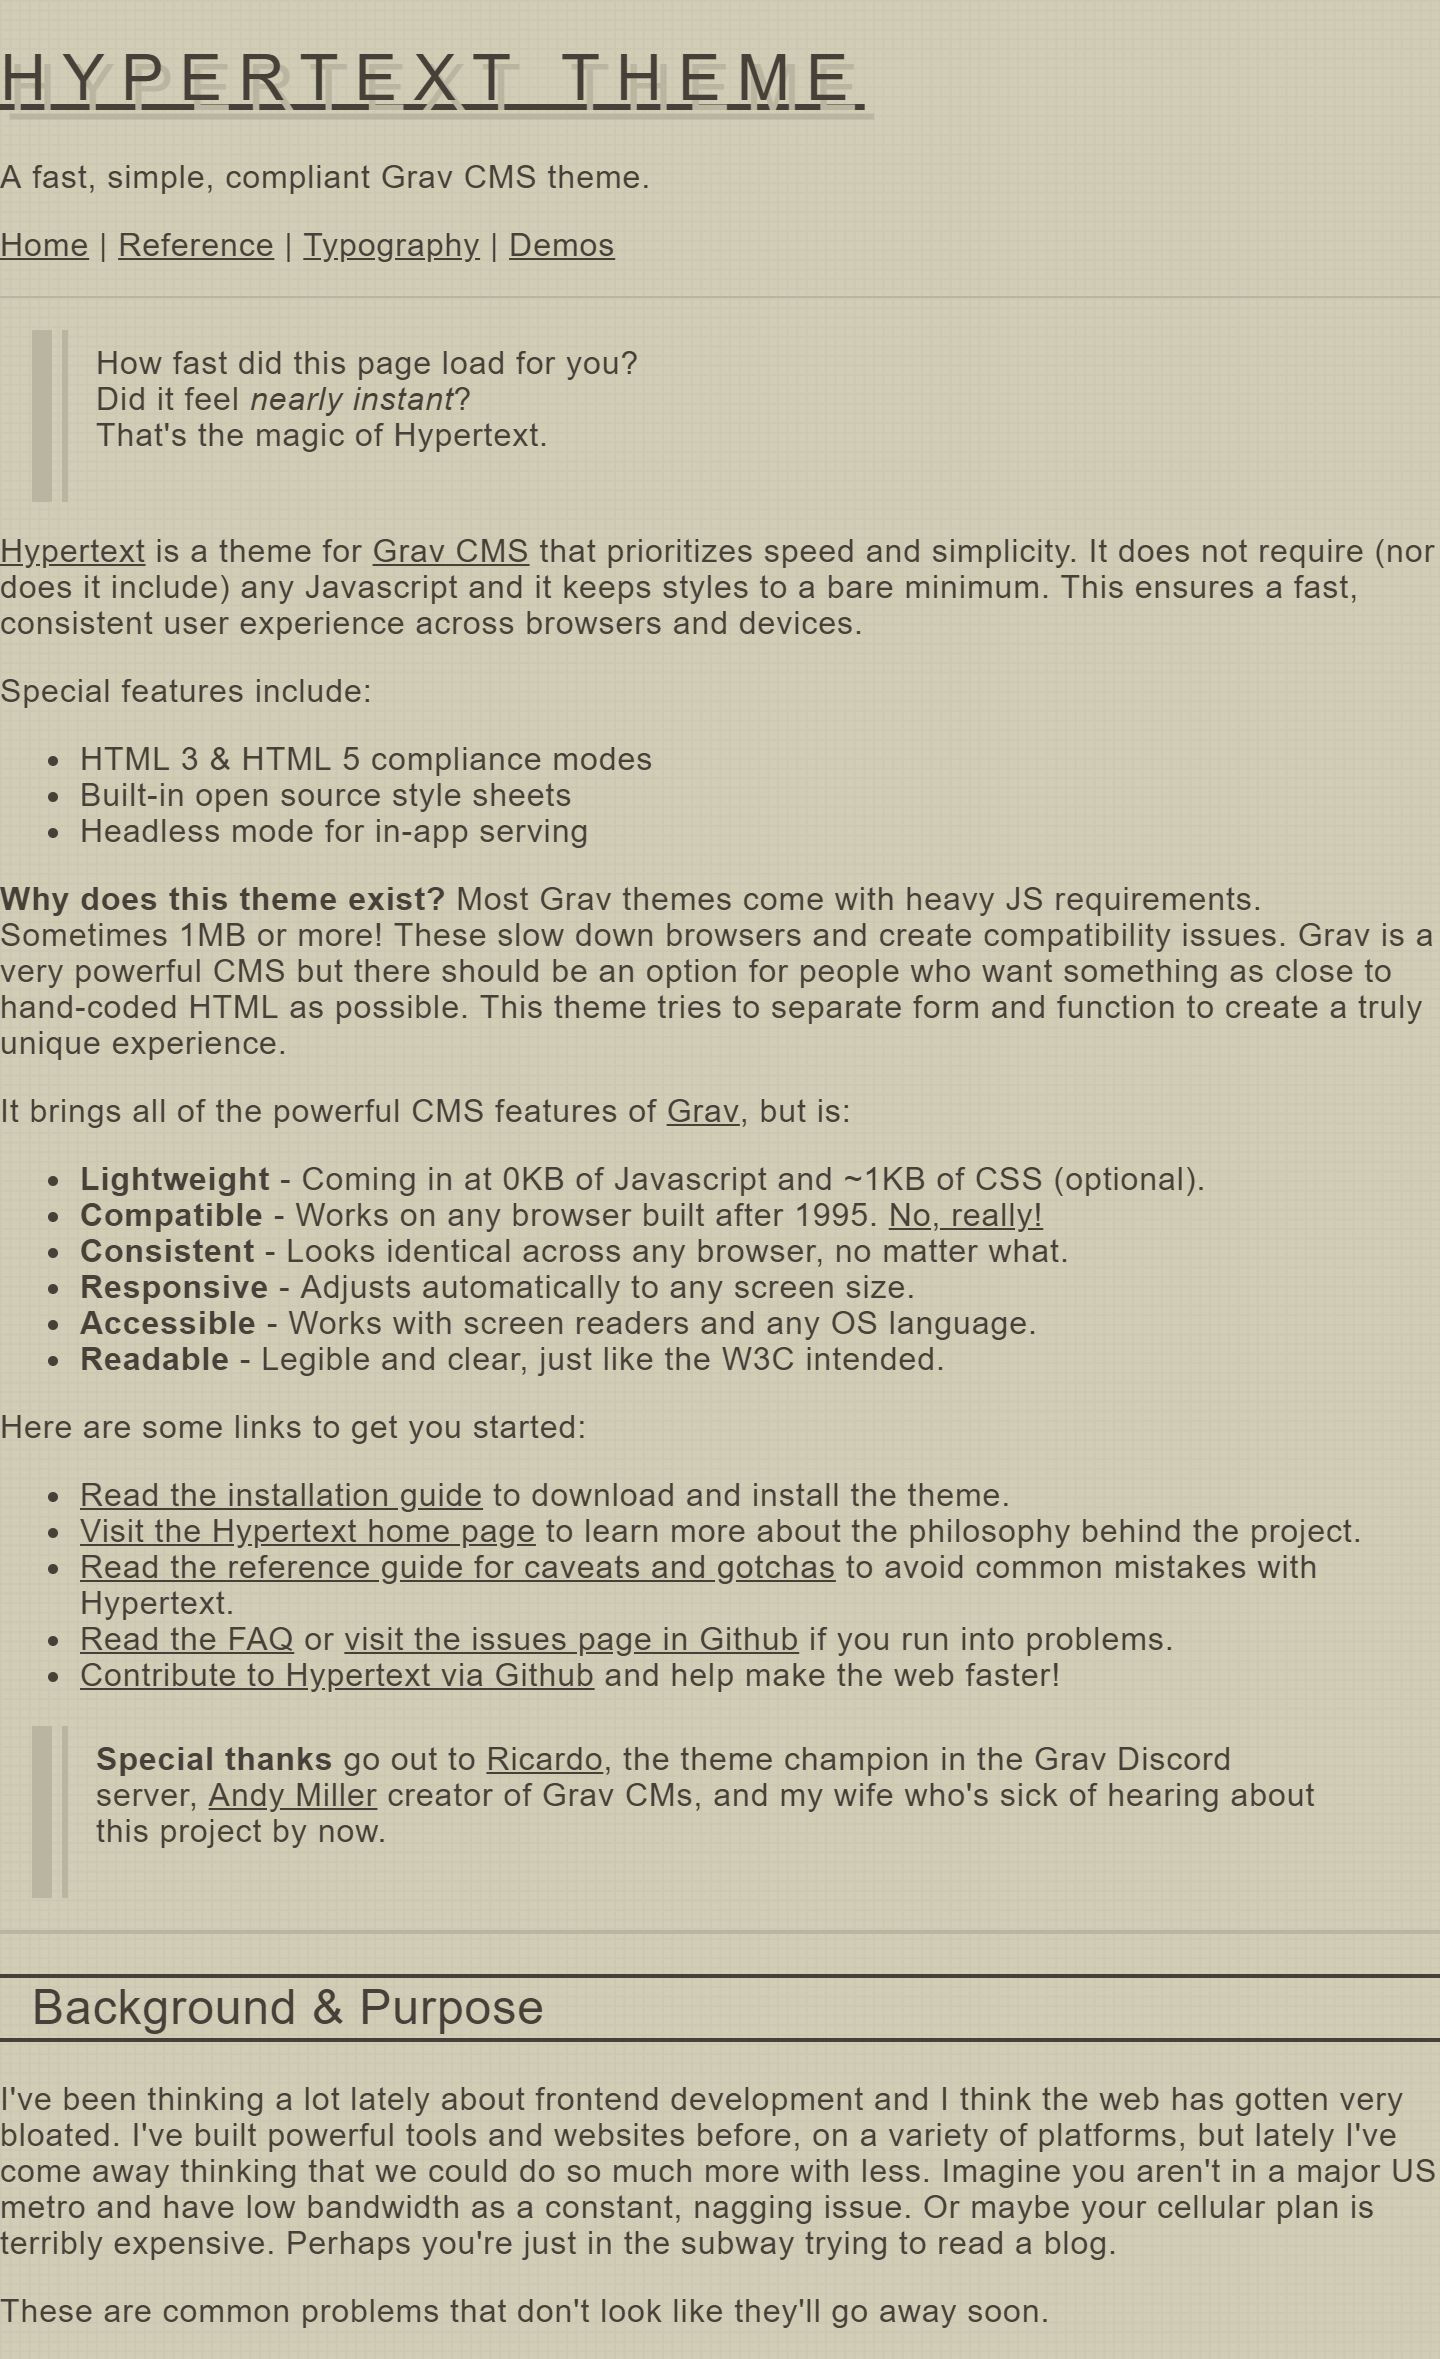 HYPERTEXT THEME
A fast, simple, compliant Grav CMS theme.
Home | Reference | Typography | Demos
How fast did this page load for you?
Did it feel nearly instant?
That's the magic of Hypertext.
Hypertext is a theme for Grav CMS that prioritizes speed and simplicity. It does not require (nor
does it include) any Javascript and it keeps styles to a bare minimum. This ensures a fast,
consistent user experience across browsers and devices.
Special features include:
• HTML 3 & HTML 5 compliance modes
• Built-in open source style sheets
• Headless mode for in-app serving
Why does this theme exist? Most Grav themes come with heavy JS requirements.
Sometimes 1MB or more! These slow down browsers and create compatibility issues. Grav is a
very powerful CMS but there should be an option for people who want something as close to
hand-coded HTML as possible. This theme tries to separate form and function to create a truly
unique experience.
It brings all of the powerful CMS features of Grav, but is:
• Lightweight - Coming in at 0KB of Javascript and ~1KB of CSS (optional).
• Compatible - Works on any browser built after 1995. No, really!
• Consistent - Looks identical across any browser, no matter what.
• Responsive - Adjusts automatically to any screen size.
• Accessible - Works with screen readers and any OS language.
• Readable - Legible and clear, just like the W3C intended.
Here are some links to get you started:
• Read the installation guide to download and install the theme.
• Visit the Hypertext home page to learn more about the philosophy behind the project.
• Read the reference guide for caveats and gotchas to avoid common mistakes with
Hypertext.
• Read the FAQ or visit the issues page in Github if you run into problems.
• Contribute to Hypertext via Github and help make the web faster!
Special thanks go out to Ricardo, the theme champion in the Grav Discord
server, Andy Miller creator of Grav CMs, and my wife who's sick of hearing about
this project by now.
Background & Purpose
I've been thinking a lot lately about frontend development and I think the web has gotten very
bloated. I've built powerful tools and websites before, on a variety of platforms, but lately I've
come away thinking that we could do so much more with less. Imagine you aren't in a major US
metro and have low bandwidth as a constant, nagging issue. Or maybe your cellular plan is
terribly expensive. Perhaps you're just in the subway trying to read a blog.
These are common problems that don't look like they'll go away soon.